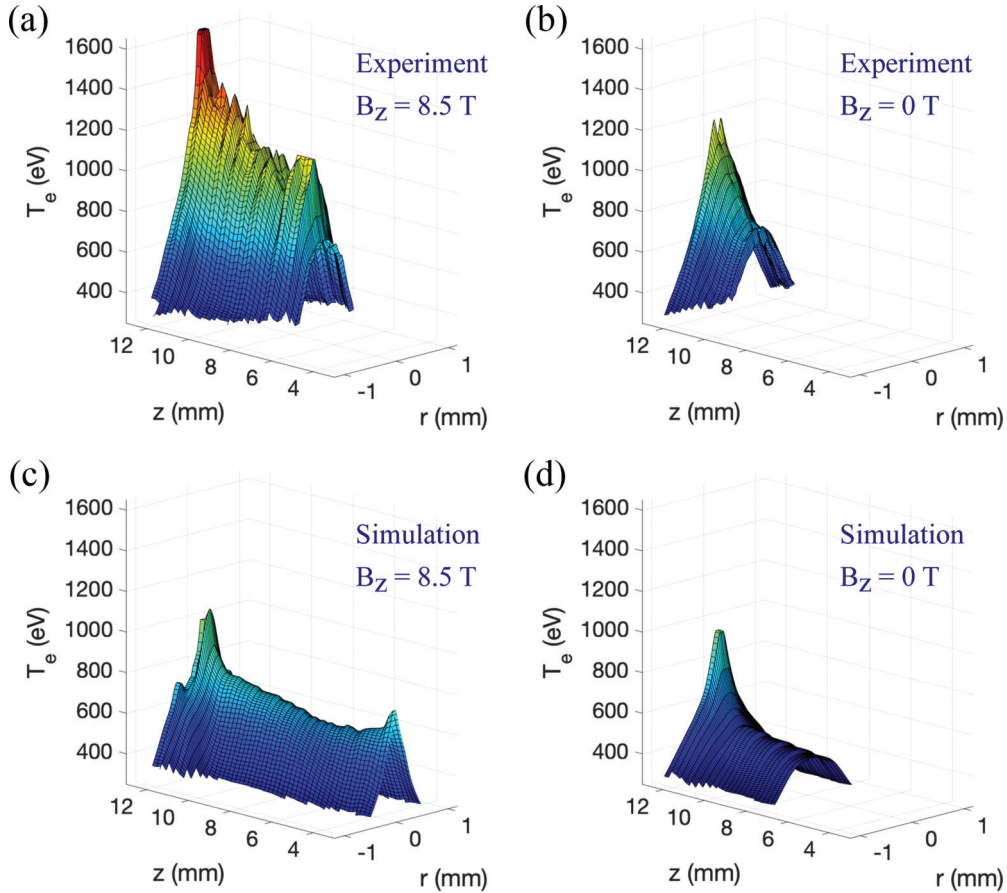 (a)
Experiment
B_z = 8.5 T
1600
1400
1200
1000
800
600
400
T_e (eV)
12
10
8
6
4
z (mm)
-1
0
1
r (mm)
(b)
Experiment
B_z = 0 T
1600
1400
1200
1000
800
600
400
T_e (eV)
12
10
8
6
4
z (mm)
-1
0
1
r (mm)
(c)
Simulation
B_z = 8.5 T
1600
1400
1200
1000
800
600
400
T_e (eV)
12
10
8
6
4
z (mm)
-1
0
1
r (mm)
(d)
Simulation
B_z = 0 T
1600
1400
1200
1000
800
600
400
T_e (eV)
12
10
8
6
4
z (mm)
-1
0
1
r (mm)